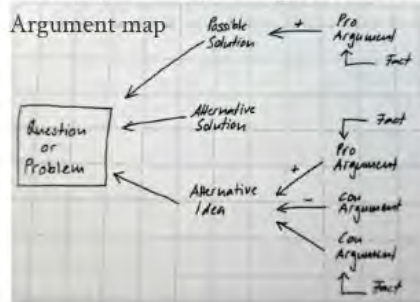 Argument map
Possible
Solution
+
Pro
Argument
Fact
Alternative
Solution
Question
or
Problem
Fact
Pro
Argument
+
Alternative
Idea
-
Con
Argument
Con
Argument
Fact